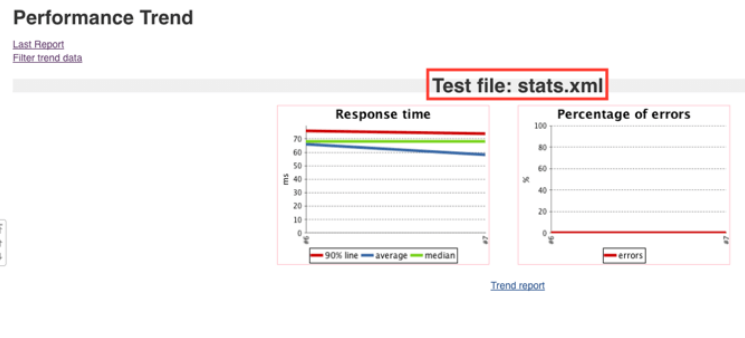 Performance Trend
Last Report
Filter trend data
Test file: stats.xml
Response time
70
60
50
40
30
20
10
0
ms
#6
#7
90% line average median
Percentage of errors
100
80
60
40
20
0
%
#6
#7
errors
Trend report